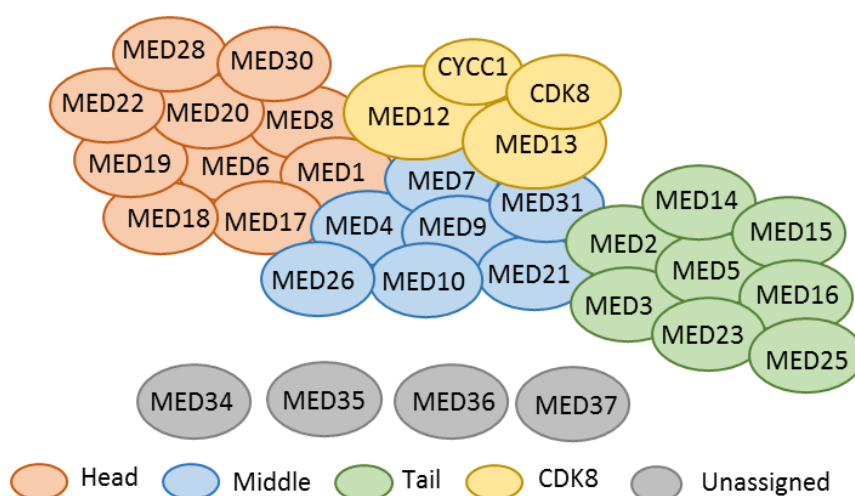 MED28
MED30
CYCC1
CDK8
MED22
MED20
MED8
MED12
MED13
MED19
MED6
MED1
MED7
MED31
MED14
MED18
MED17
MED4
MED9
MED2
MED15
MED5
MED26
MED10
MED21
MED3
MED16
MED23
MED25
MED34
MED35
MED36
MED37
Head Middle Tail CDK8 Unassigned